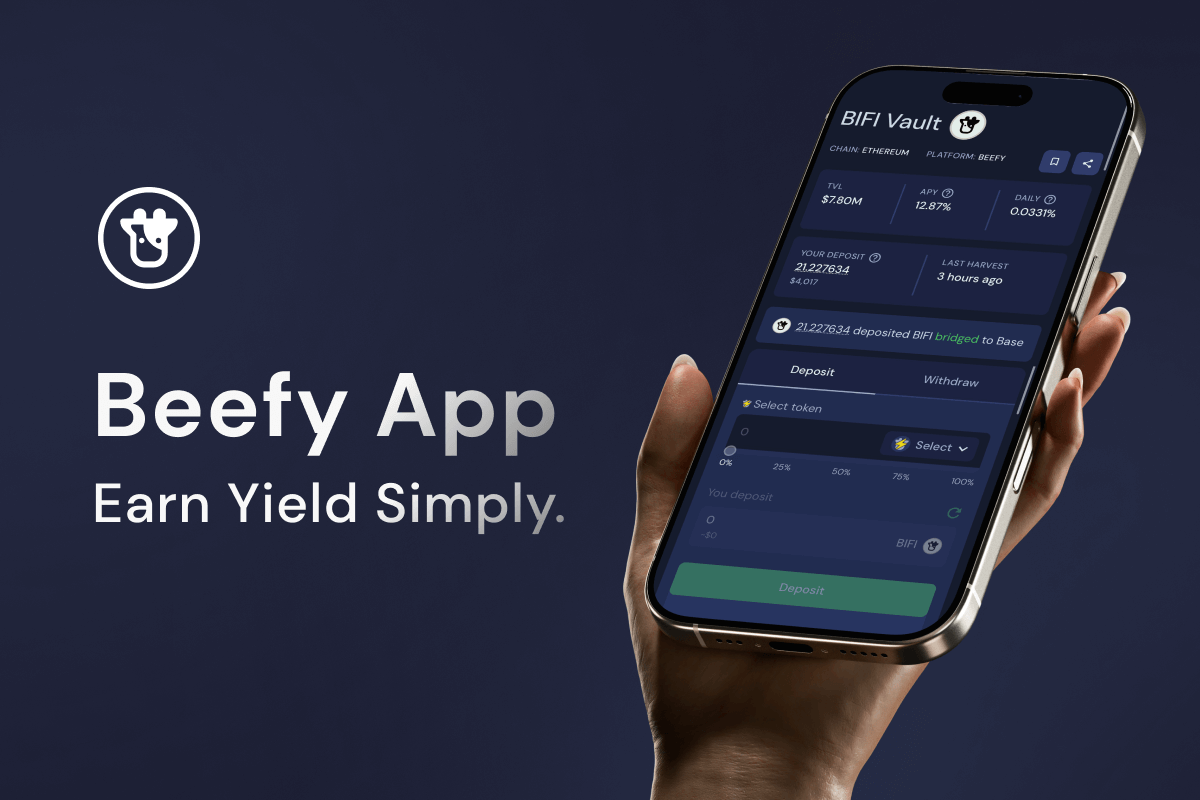 Beefy App
Earn Yield Simply.
BIFI Vault
CHAIN: ETHEREUM PLATFORM: BEEFY
TVL
$7.80M
APY ?
12.87%
DAILY ?
0.0331%
YOUR DEPOSIT ?
21.227634
$4,017
LAST HARVEST
3 hours ago
21.227634 deposited BIFI bridged to Base
Deposit
Withdraw
Select token
0
Select
0% 25% 50% 75% 100%
You deposit
0
~$0
BIFI
Deposit